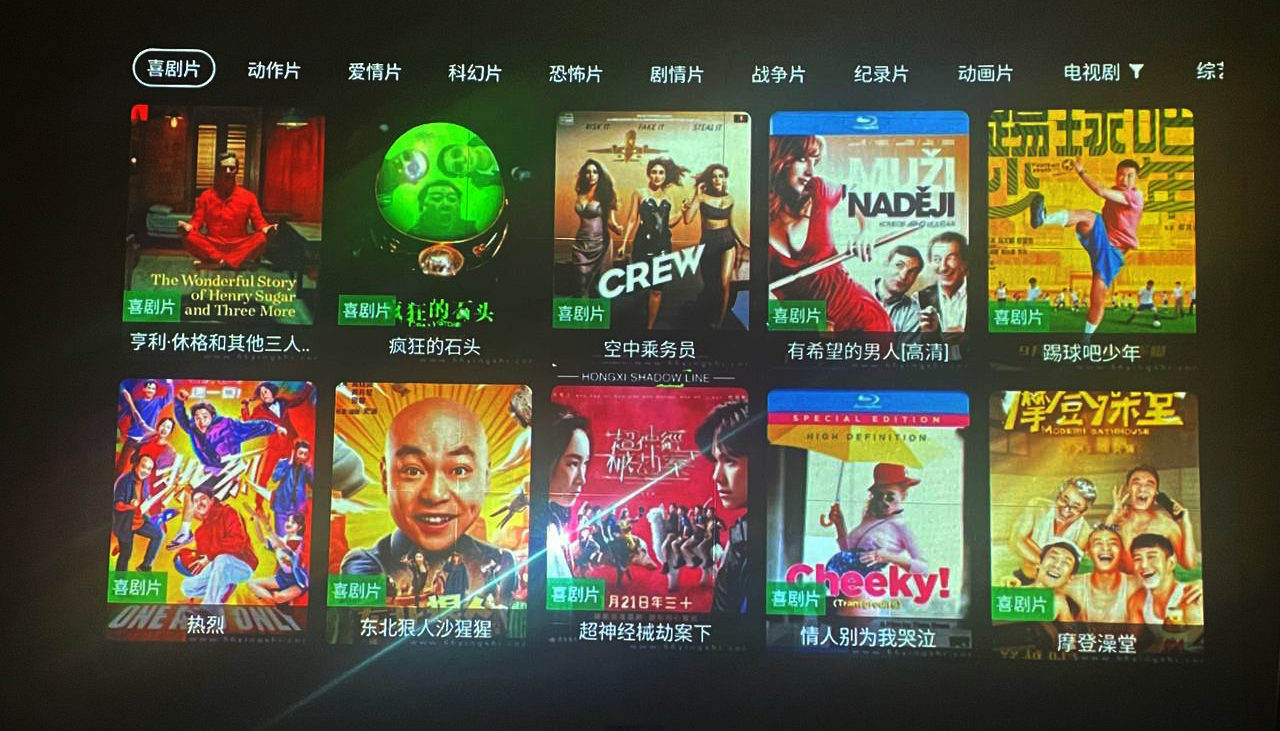 喜剧片
动作片
爱情片
科幻片
恐怖片
剧情片
战争片
纪录片
动画片
电视剧
The Wonderful Story
of Henry Sugar
and Three More
喜剧片
亨利·休格和其他三人..
疯狂的石头
喜剧片
疯狂的石头
RISK IT FAKE IT STEAL IT
CREW
喜剧片
空中乘务员
MUŽI
V NADĚJI
喜剧片
有希望的男人[高清]
踢球吧
少年
喜剧片
踢球吧少年
热烈
喜剧片
ONE AND ONLY
热烈
喜剧片
东北狠人沙猩猩
HONGXI SHADOW LINE
超神经
械劫案
喜剧片
月21日年三十
超神经械劫案下
SPECIAL EDITION
HIGH DEFINITION
Cheeky!
(Transgredire)
喜剧片
情人别为我哭泣
摩登澡堂
MODERN BATHHOUSE
喜剧片
摩登澡堂